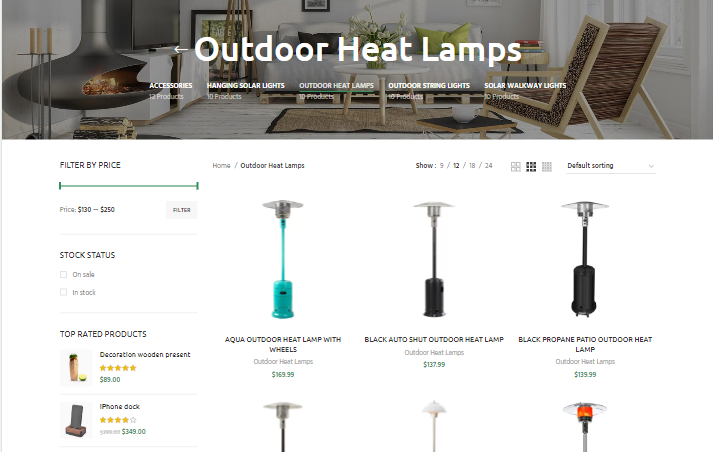 Outdoor Heat Lamps
ACCESSORIES HANGING SOLAR LIGHTS OUTDOOR HEAT LAMPS OUTDOOR STRING LIGHTS SOLAR WALKWAY LIGHTS
Products 10 Products 10 Products 10 Products Products
FILTER BY PRICE
Home / Outdoor Heat Lamps
Show : 9 / 12 / 18 / 24
Default sorting
Price: $130 — $250
FILTER
STOCK STATUS
On sale
In stock
TOP RATED PRODUCTS
Decoration wooden present
$89.00
iPhone dock
$349.00
AQUA OUTDOOR HEAT LAMP WITH
WHEELS
Outdoor Heat Lamps
$169.99
BLACK AUTO SHUT OUTDOOR HEAT LAMP
Outdoor Heat Lamps
$137.99
BLACK PROPANE PATIO OUTDOOR HEAT
LAMP
Outdoor Heat Lamps
$139.99